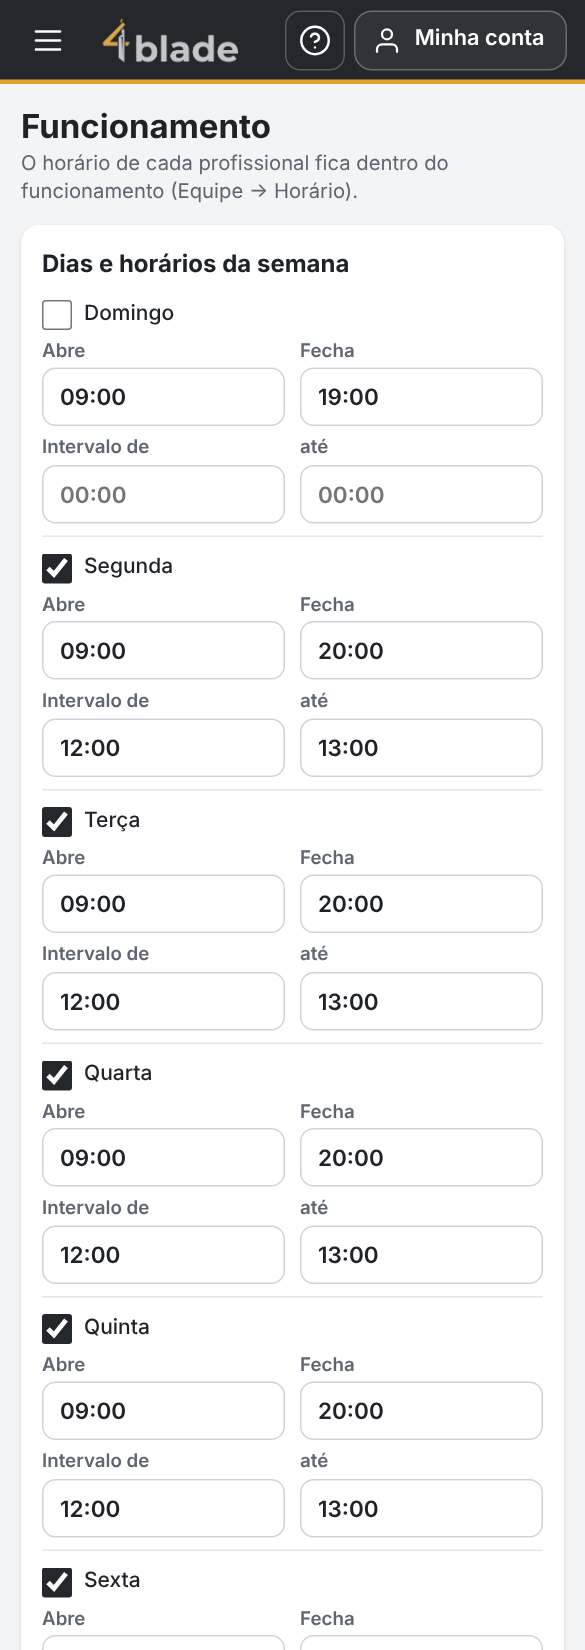 4blade
Minha conta
Funcionamento
O horário de cada profissional fica dentro do
funcionamento (Equipe → Horário).
Dias e horários da semana
Domingo
Abre Fecha
09:00 19:00
Intervalo de até
00:00 00:00
Segunda
Abre Fecha
09:00 20:00
Intervalo de até
12:00 13:00
Terça
Abre Fecha
09:00 20:00
Intervalo de até
12:00 13:00
Quarta
Abre Fecha
09:00 20:00
Intervalo de até
12:00 13:00
Quinta
Abre Fecha
09:00 20:00
Intervalo de até
12:00 13:00
Sexta
Abre Fecha